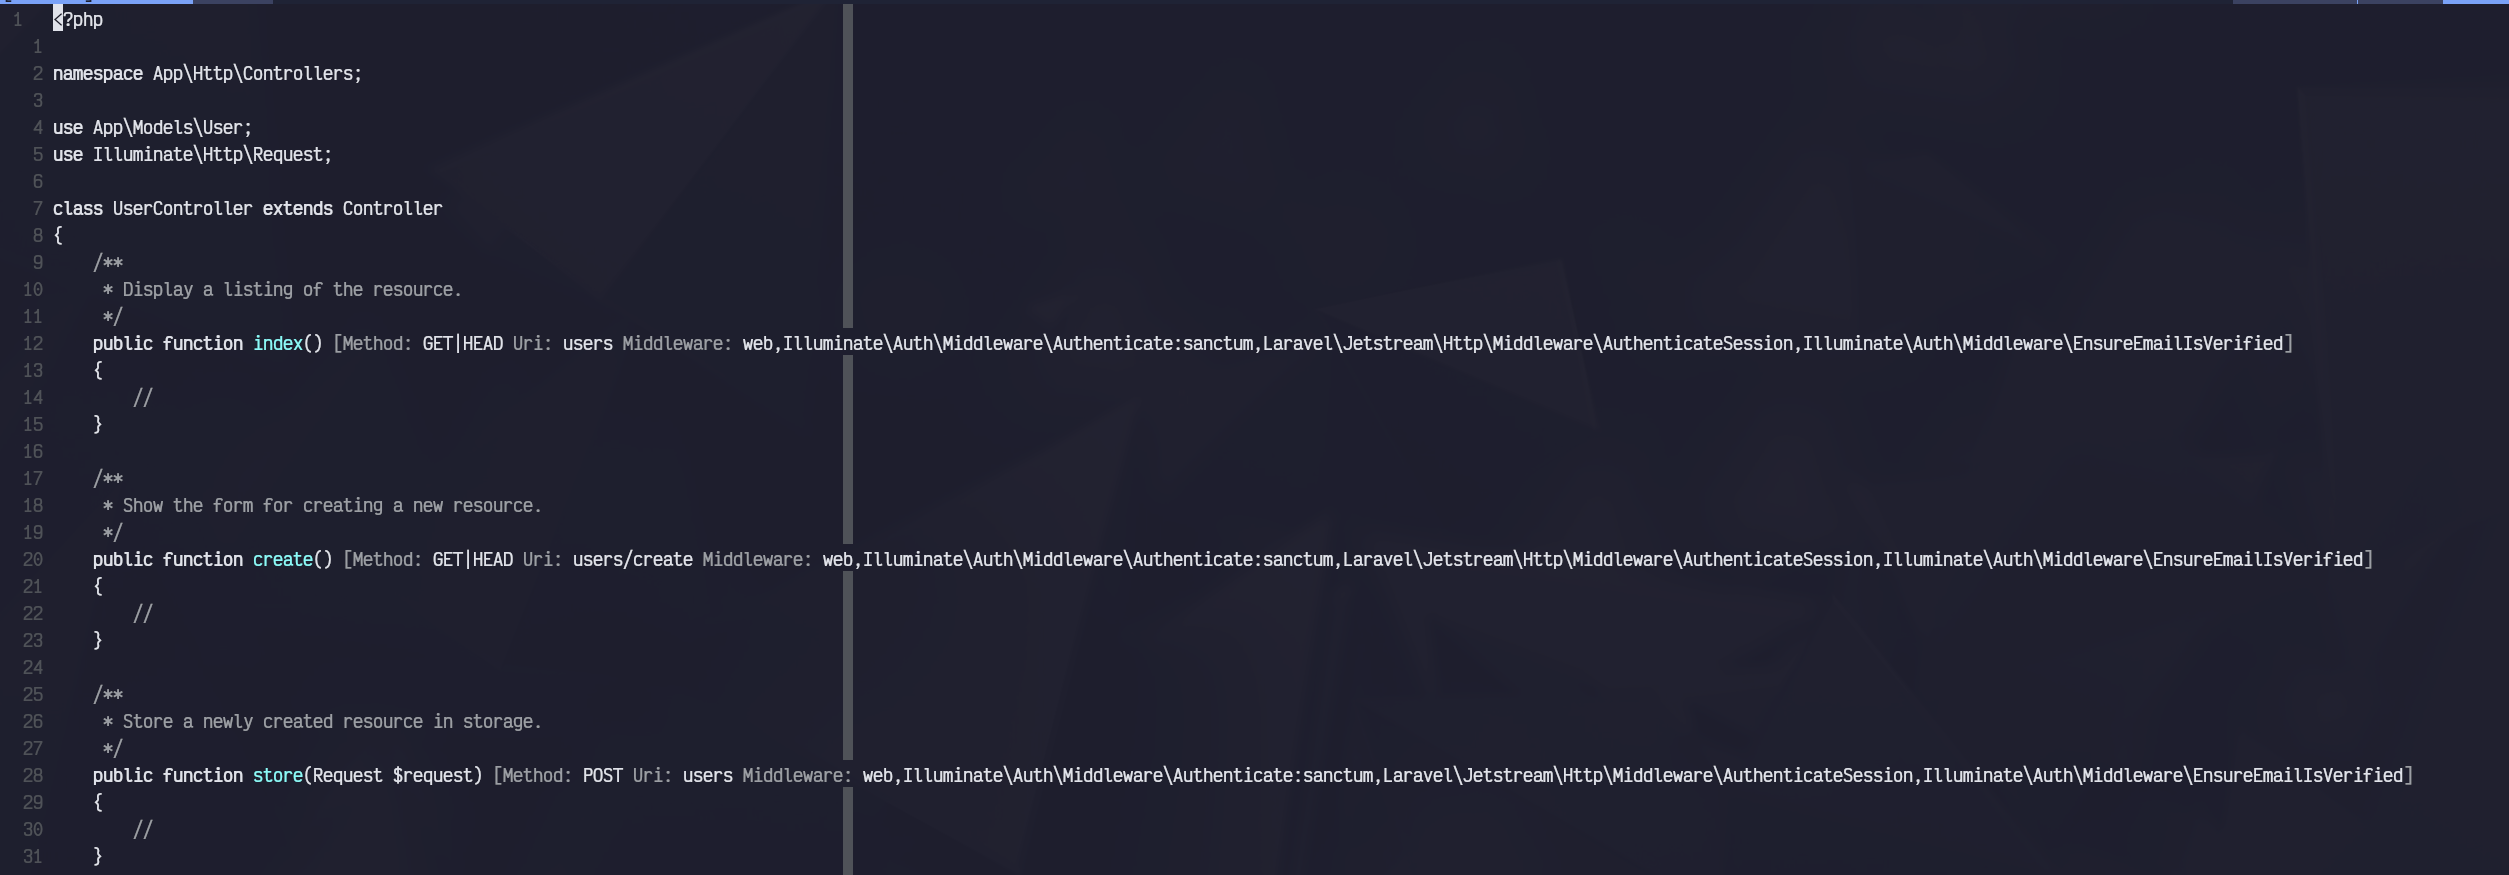 1 <?php
1
2 namespace App\Http\Controllers;
3
4 use App\Models\User;
5 use Illuminate\Http\Request;
6
7 class UserController extends Controller
8 {
9     /**
10      * Display a listing of the resource.
11      */
12     public function index() [Method: GET|HEAD Uri: users Middleware: web,Illuminate\Auth\Middleware\Authenticate:sanctum,Laravel\Jetstream\Http\Middleware\AuthenticateSession,Illuminate\Auth\Middleware\EnsureEmailIsVerified]
13     {
14         //
15     }
16
17     /**
18      * Show the form for creating a new resource.
19      */
20     public function create() [Method: GET|HEAD Uri: users/create Middleware: web,Illuminate\Auth\Middleware\Authenticate:sanctum,Laravel\Jetstream\Http\Middleware\AuthenticateSession,Illuminate\Auth\Middleware\EnsureEmailIsVerified]
21     {
22         //
23     }
24
25     /**
26      * Store a newly created resource in storage.
27      */
28     public function store(Request $request) [Method: POST Uri: users Middleware: web,Illuminate\Auth\Middleware\Authenticate:sanctum,Laravel\Jetstream\Http\Middleware\AuthenticateSession,Illuminate\Auth\Middleware\EnsureEmailIsVerified]
29     {
30         //
31     }